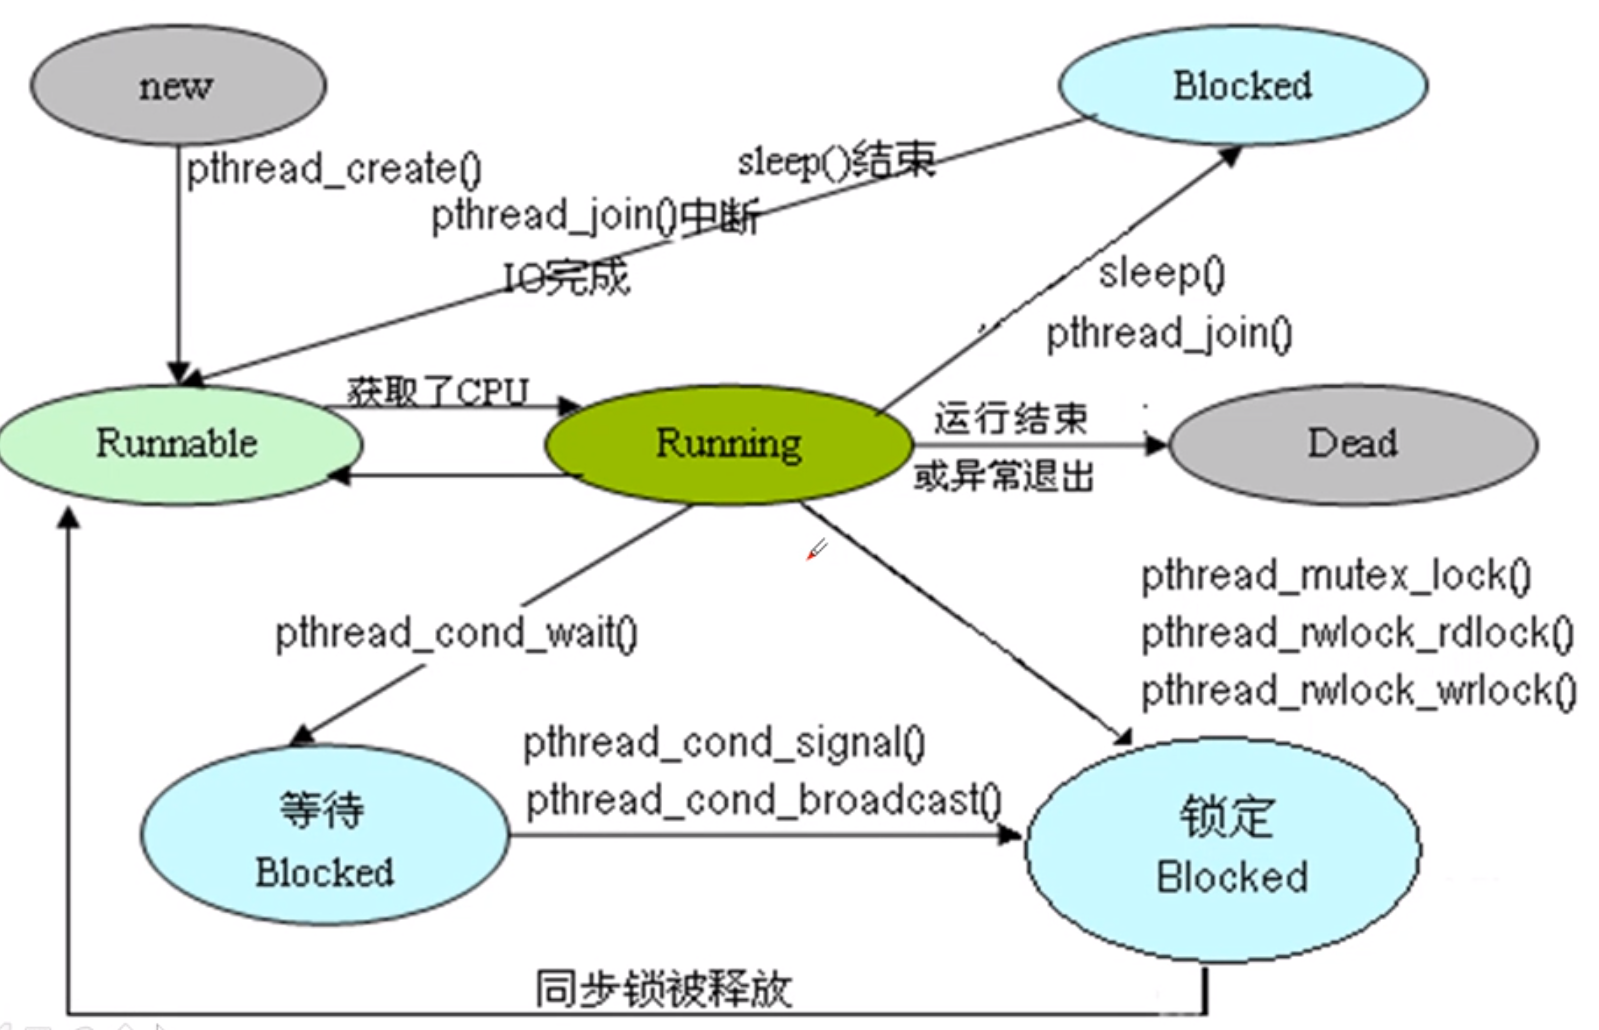 new
Blocked
pthread_create()
sleep()结束
pthread_join()中断
IO完成
sleep()
pthread_join()
获取了CPU
Runnable
Running
运行结束
或异常退出
Dead
pthread_mutex_lock()
pthread_rwlock_rdlock()
pthread_rwlock_wrlock()
pthread_cond_wait()
pthread_cond_signal()
pthread_cond_broadcast()
等待
Blocked
锁定
Blocked
同步锁被释放